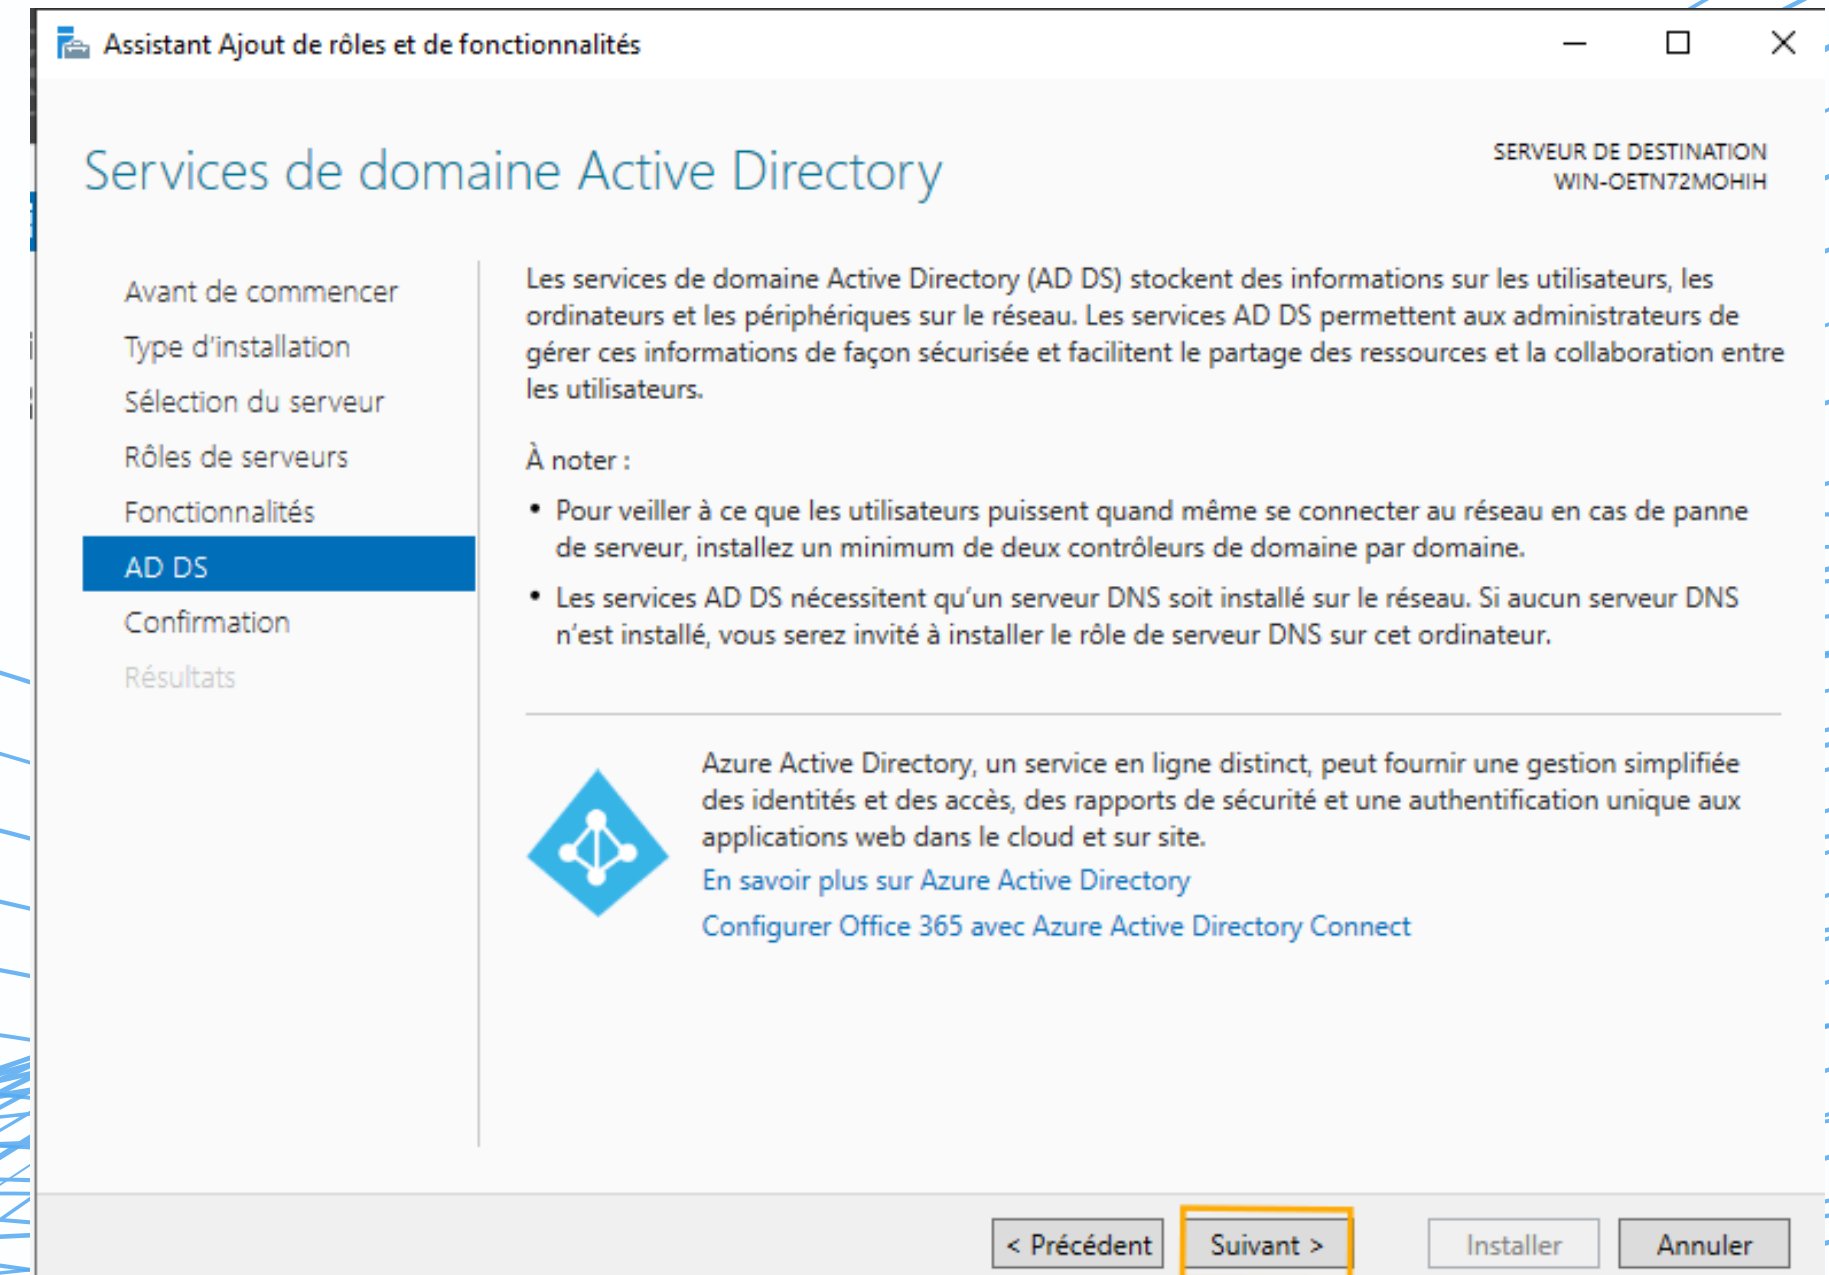 Assistant Ajout de rôles et de fonctionnalités
Services de domaine Active Directory
SERVEUR DE DESTINATION
WIN-OETN72MOHIH
Avant de commencer
Type d'installation
Sélection du serveur
Rôles de serveurs
Fonctionnalités
AD DS
Confirmation
Résultats
Les services de domaine Active Directory (AD DS) stockent des informations sur les utilisateurs, les
ordinateurs et les périphériques sur le réseau. Les services AD DS permettent aux administrateurs de
gérer ces informations de façon sécurisée et facilitent le partage des ressources et la collaboration entre
les utilisateurs.
À noter :
• Pour veiller à ce que les utilisateurs puissent quand même se connecter au réseau en cas de panne
de serveur, installez un minimum de deux contrôleurs de domaine par domaine.
• Les services AD DS nécessitent qu'un serveur DNS soit installé sur le réseau. Si aucun serveur DNS
n'est installé, vous serez invité à installer le rôle de serveur DNS sur cet ordinateur.
Azure Active Directory, un service en ligne distinct, peut fournir une gestion simplifiée
des identités et des accès, des rapports de sécurité et une authentification unique aux
applications web dans le cloud et sur site.
En savoir plus sur Azure Active Directory
Configurer Office 365 avec Azure Active Directory Connect
< Précédent
Suivant >
Installer
Annuler